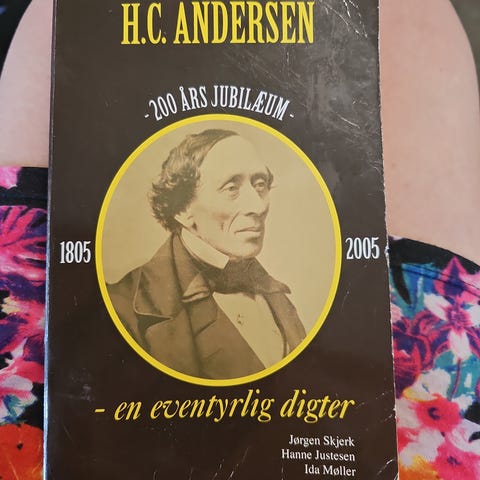 H.C. ANDERSEN
- 200 ÅRS JUBILÆUM -
1805
2005
- en eventyrlig digter
Jørgen Skjerk
Hanne Justesen
Ida Møller